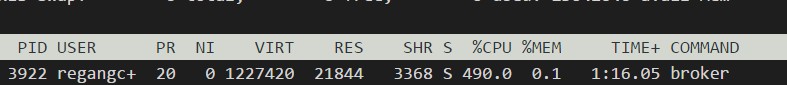 PID USER PR NI VIRT RES SHR S %CPU %MEM TIME+ COMMAND
3922 regangc+ 20 0 1227420 21844 3368 S 490.0 0.1 1:16.05 broker